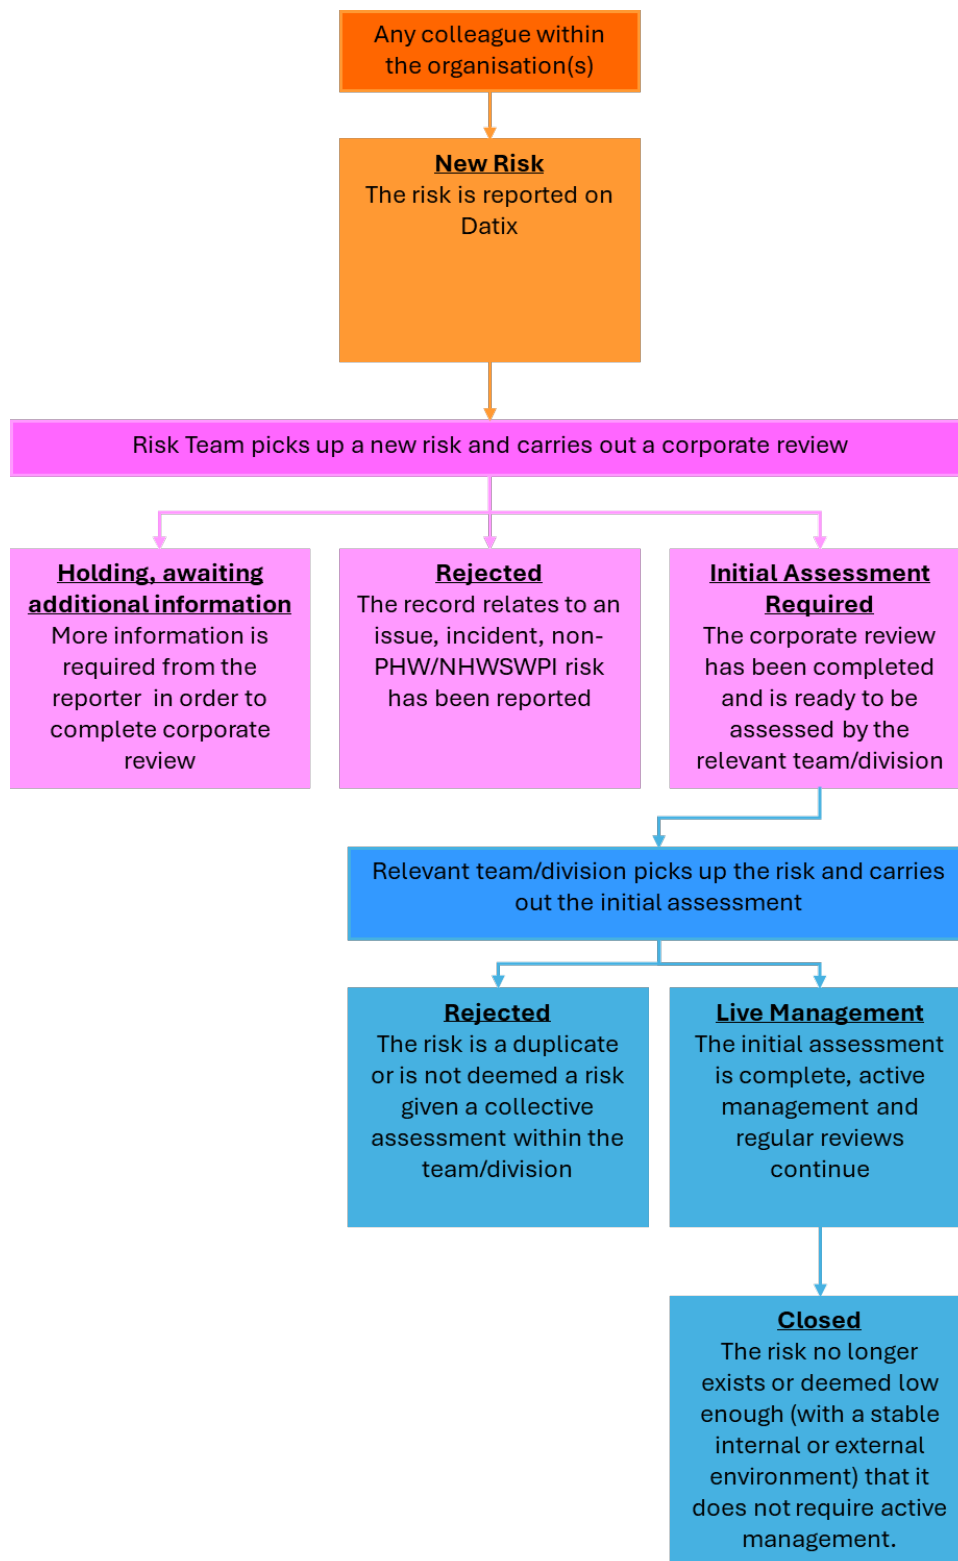 Any colleague within
the organisation(s)
New Risk
The risk is reported on
Datix
Risk Team picks up a new risk and carries out a corporate review
Holding, awaiting
additional information
More information is
required from the
reporter in order to
complete corporate
review
Rejected
The record relates to an
issue, incident, non-
PHW/NHWSWPI risk
has been reported
Initial Assessment
Required
The corporate review
has been completed
and is ready to be
assessed by the
relevant team/division
Relevant team/division picks up the risk and carries
out the initial assessment
Rejected
The risk is a duplicate
or is not deemed a risk
given a collective
assessment within the
team/division
Live Management
The initial assessment
is complete, active
management and
regular reviews
continue
Closed
The risk no longer
exists or deemed low
enough (with a stable
internal or external
environment) that it
does not require active
management.